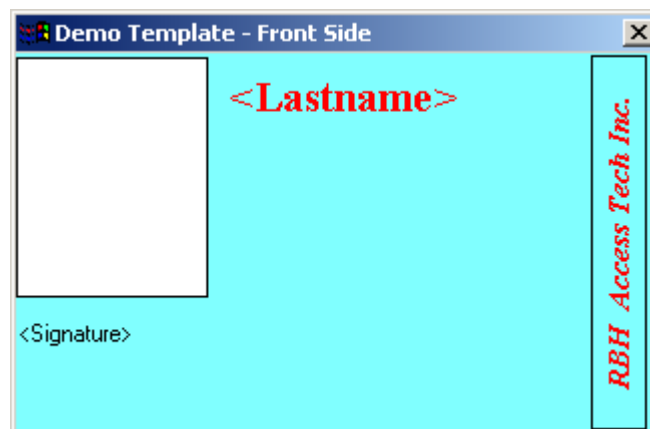 Demo Template - Front Side
<Lastname>
<Signature>
RBH Access Tech Inc.